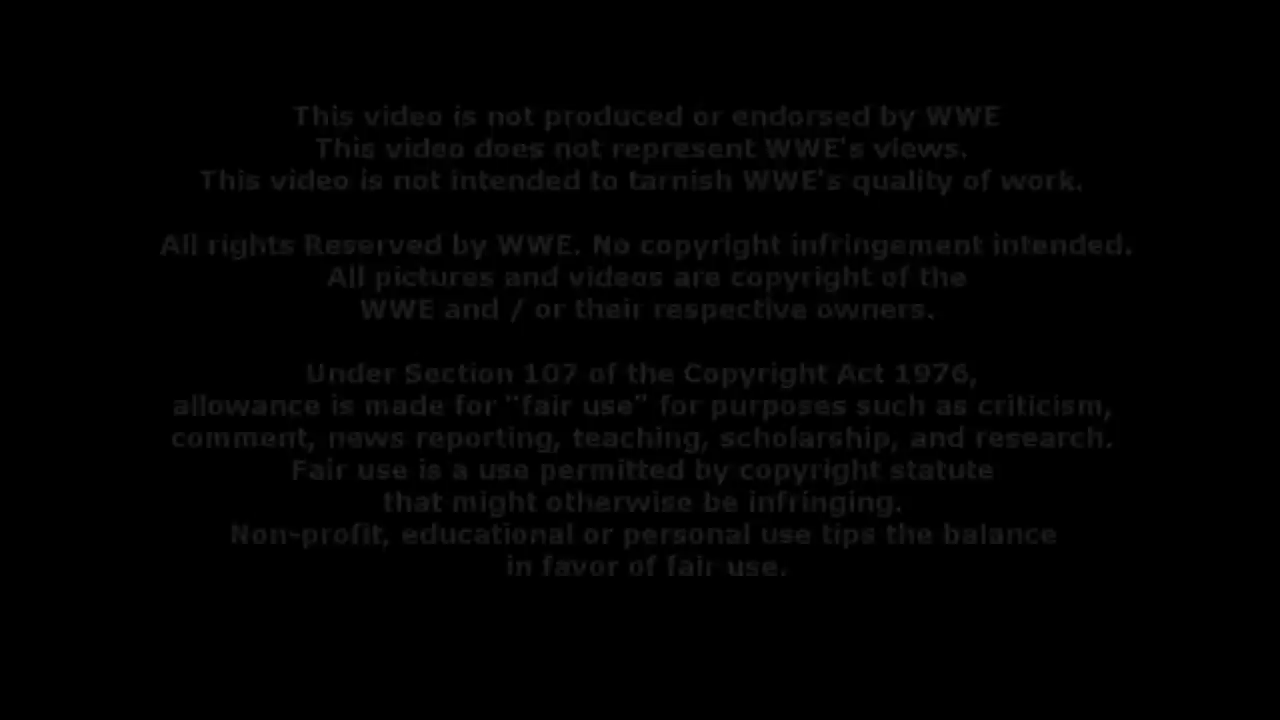 This video is not produced or endorsed by WWE
This video does not represent WWE's views.
This video is not intended to tarnish WWE's quality of work.
All rights Reserved by WWE. No copyright infringement intended.
All pictures and videos are copyright of the
WWE and / or their respective owners.
Under Section 107 of the Copyright Act 1976,
allowance is made for "fair use" for purposes such as criticism,
comment, news reporting, teaching, scholarship, and research.
Fair use is a use permitted by copyright statute
that might otherwise be infringing.
Non-profit, educational or personal use tips the balance
in favor of fair use.